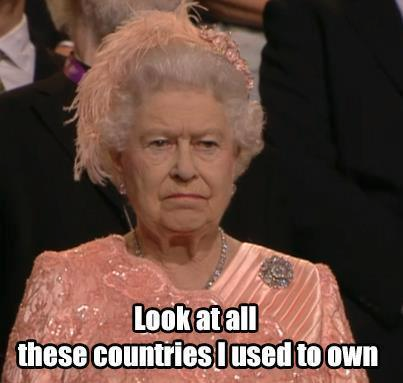 Look at all
these countries I used to own